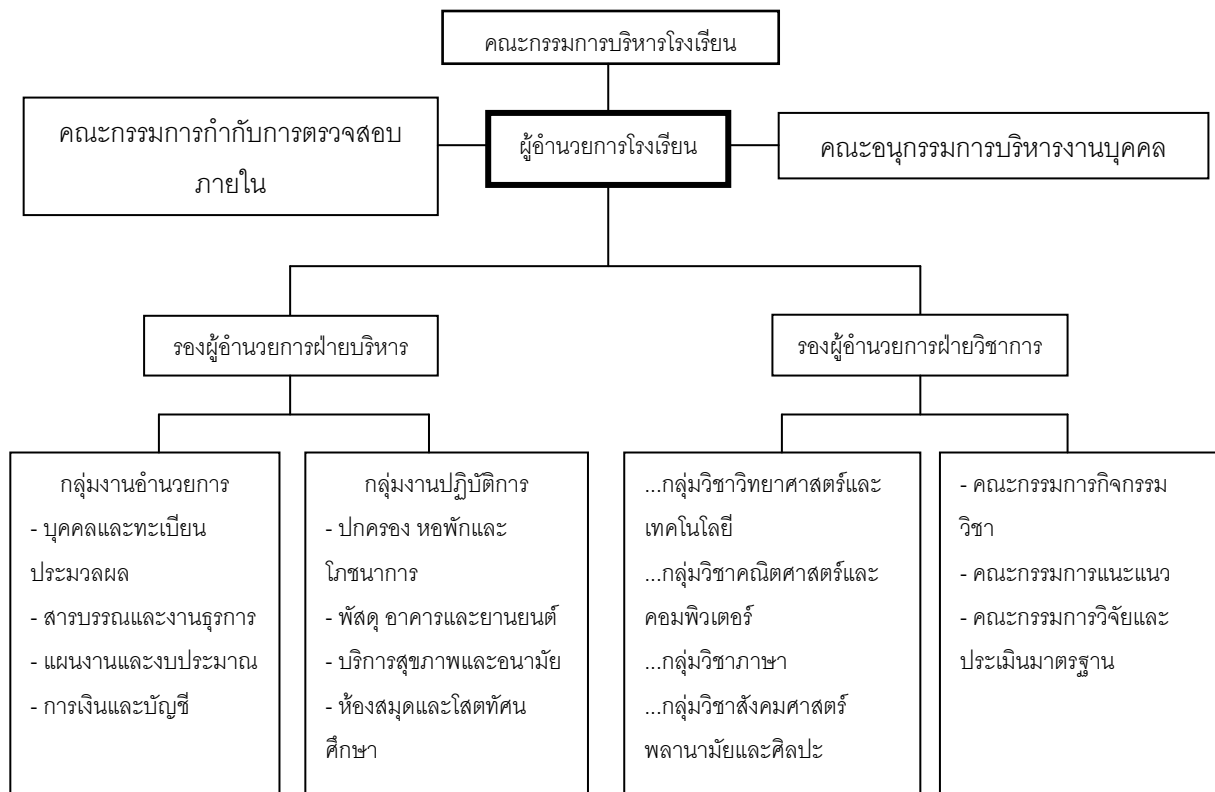 คณะกรรมการบริหารโรงเรียน
คณะกรรมการกำกับการตรวจสอบ
ภายใน
ผู้อำนวยการโรงเรียน
คณะอนุกรรมการบริหารงานบุคคล
รองผู้อำนวยการฝ่ายบริหาร
รองผู้อำนวยการฝ่ายวิชาการ
กลุ่มงานอำนวยการ
- บุคคลและทะเบียน
ประมวลผล
- สารบรรณและงานธุรการ
- แผนงานและงบประมาณ
- การเงินและบัญชี
กลุ่มงานปฏิบัติการ
- ปกครอง หอพักและ
โภชนาการ
- พัสดุ อาคารและยานยนต์
- บริการสุขภาพและอนามัย
- ห้องสมุดและโสตทัศน
ศึกษา
...กลุ่มวิชาวิทยาศาสตร์และ
เทคโนโลยี
...กลุ่มวิชาคณิตศาสตร์และ
คอมพิวเตอร์
...กลุ่มวิชาภาษา
...กลุ่มวิชาสังคมศาสตร์
พลานามัยและศิลปะ
- คณะกรรมการกิจกรรม
วิชา
- คณะกรรมการแนะแนว
- คณะกรรมการวิจัยและ
ประเมินมาตรฐาน